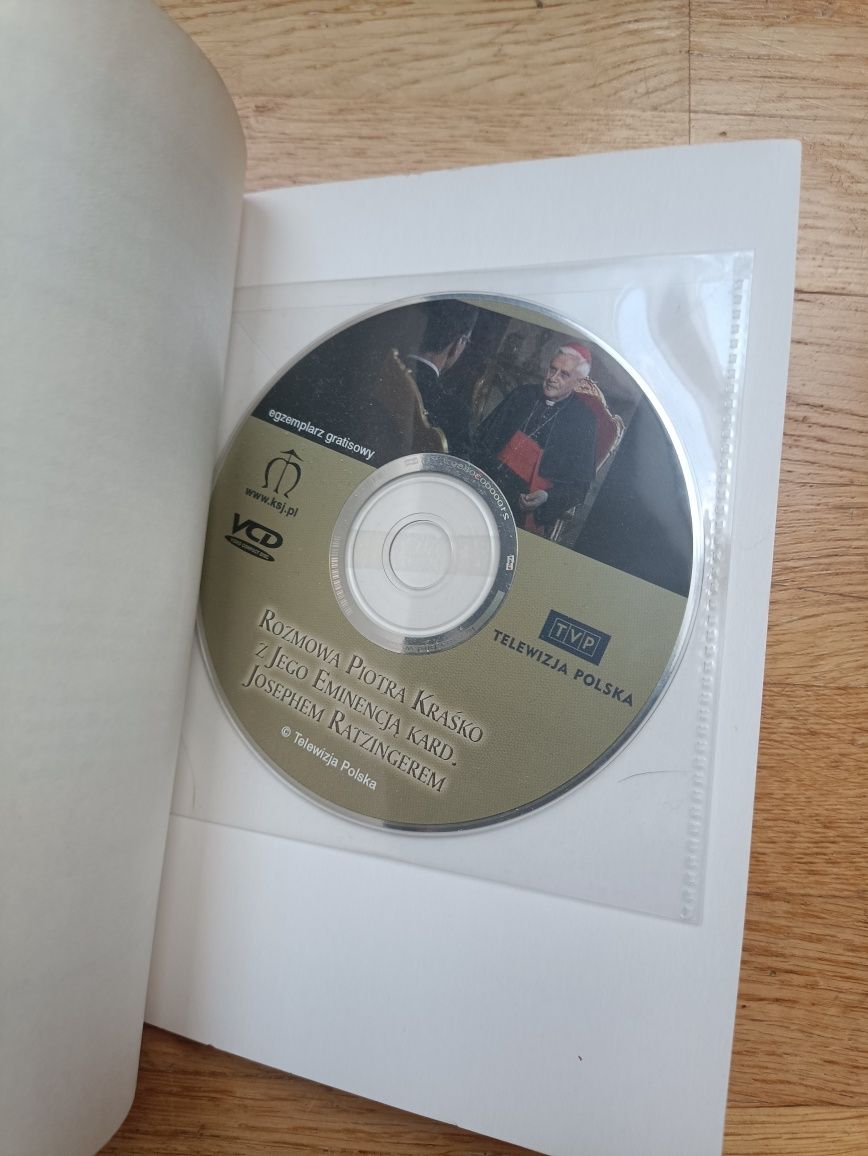 egzemplarz gratisowy
www.ksj.pl
VCD
TVP
TELEWIZJA POLSKA
ROZMOWA PIOTRA KRAŚKO
Z JEGO EMINENCJĄ KARD.
JOSEPHEM RATZINGEREM
© Telewizja Polska